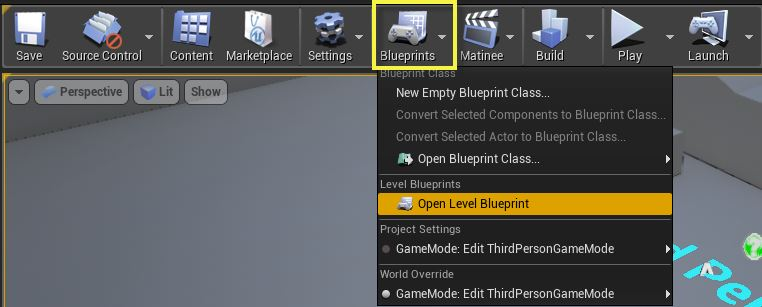 Save
Source Control
Content
Marketplace
Settings
Blueprints
Matinee
Build
Play
Launch
Perspective
Lit
Show
Blueprint Class
New Empty Blueprint Class...
Convert Selected Components to Blueprint Class...
Convert Selected Actor to Blueprint Class...
Open Blueprint Class...
Level Blueprints
Open Level Blueprint
Project Settings
GameMode: Edit ThirdPersonGameMode
World Override
GameMode: Edit ThirdPersonGameMode